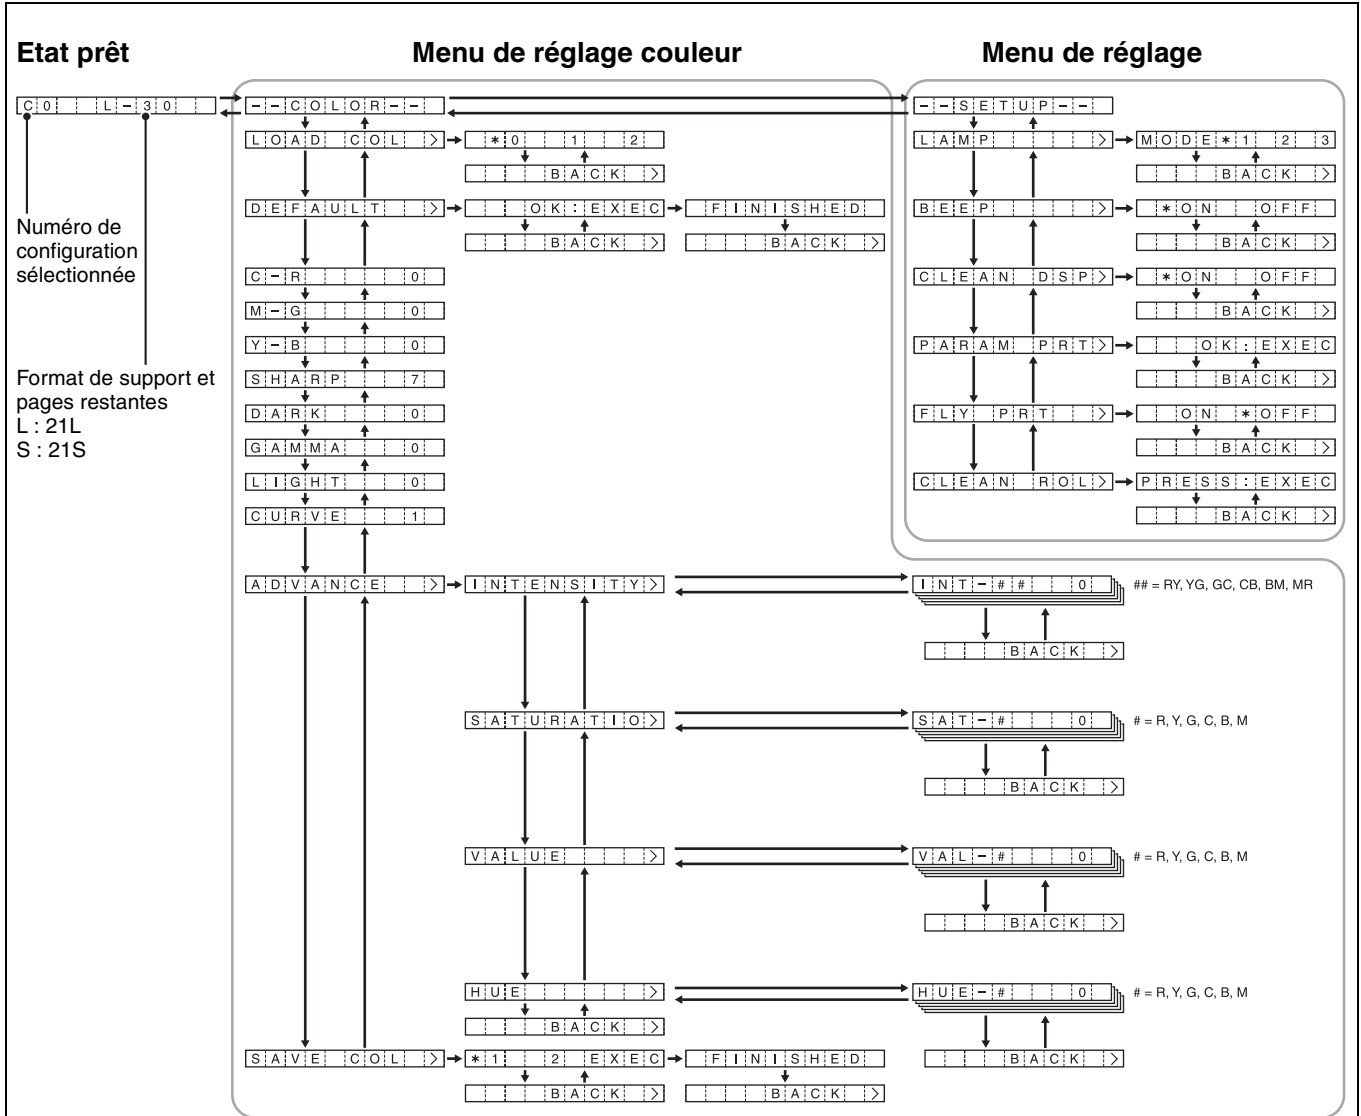 Etat prêt
Menu de réglage couleur
Menu de réglage
C0 L-30
--COLOR--
--SETUP--
LOAD COL >
*0 1 2
BACK >
LAMP >
MODE*1 2 3
BACK >
Numéro de
configuration
sélectionnée
DEFAULT >
OK:EXEC
FINISHED
BACK >
BACK >
BEEP >
*ON OFF
BACK >
C-R 0
CLEAN DSP>
*ON OFF
BACK >
M-G 0
Y-B 0
PARAM PRT>
OK:EXEC
BACK >
Format de support et
pages restantes
L : 21L
S : 21S
SHARP 7
DARK 0
FLY PRT >
ON *OFF
BACK >
GAMMA 0
LIGHT 0
CLEAN ROL>
PRESS:EXEC
BACK >
CURVE 1
ADVANCE >
INTENSITY>
INT-## 0
## = RY, YG, GC, CB, BM, MR
BACK >
SATURATIO>
SAT-# 0
# = R, Y, G, C, B, M
BACK >
VALUE >
VAL-# 0
# = R, Y, G, C, B, M
BACK >
HUE >
HUE-# 0
# = R, Y, G, C, B, M
BACK >
SAVE COL >
*1 2 EXEC
FINISHED
BACK >
BACK >
BACK >